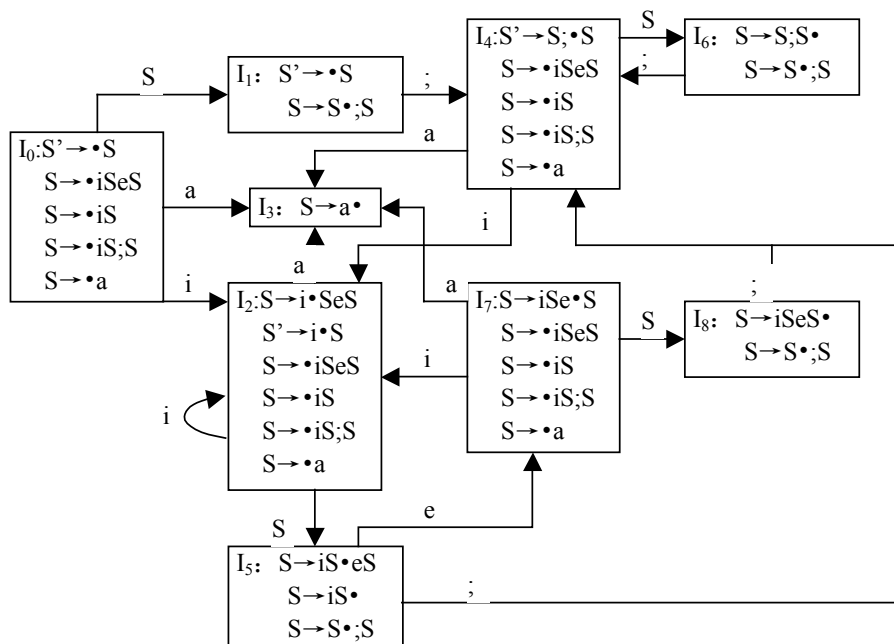 I₄:S’→S;•S
S→•iSeS
S→•iS
S→•iS;S
S→•a
S
;
I₆: S→S;S•
S→S•;S
S
I₁: S’→•S
S→S•;S
;
I₀:S’→•S
S→•iSeS
S→•iS
S→•iS;S
S→•a
a
i
a
I₃: S→a•
i
a
I₂:S→i•SeS
S’→i•S
S→•iSeS
S→•iS
S→•iS;S
S→•a
i
a
i
I₇:S→iSe•S
S→•iSeS
S→•iS
S→•iS;S
S→•a
S
;
I₈: S→iSeS•
S→S•;S
S
e
I₅: S→iS•eS
S→iS•
S→S•;S
;